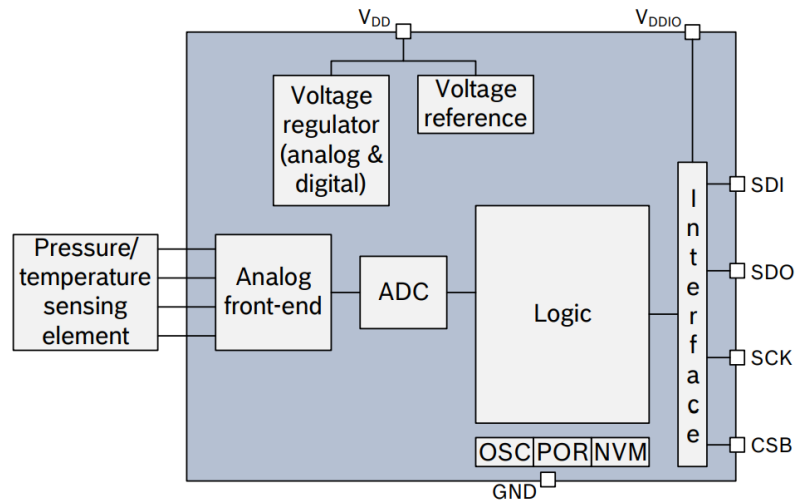 VDD
VDDIO
Voltage
regulator
(analog &
digital)
Voltage
reference
Pressure/
temperature
sensing
element
Analog
front-end
ADC
Logic
Interface
SDI
SDO
SCK
CSB
OSC POR NVM
GND